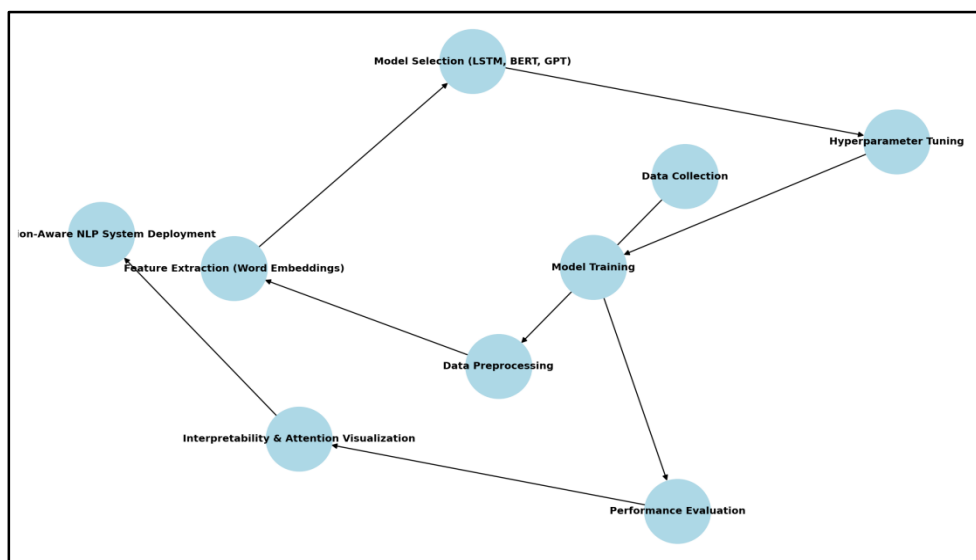 Model Selection (LSTM, BERT, GPT)
Hyperparameter Tuning
Data Collection
ion-Aware NLP System Deployment
Feature Extraction (Word Embeddings)
Model Training
Data Preprocessing
Interpretability & Attention Visualization
Performance Evaluation